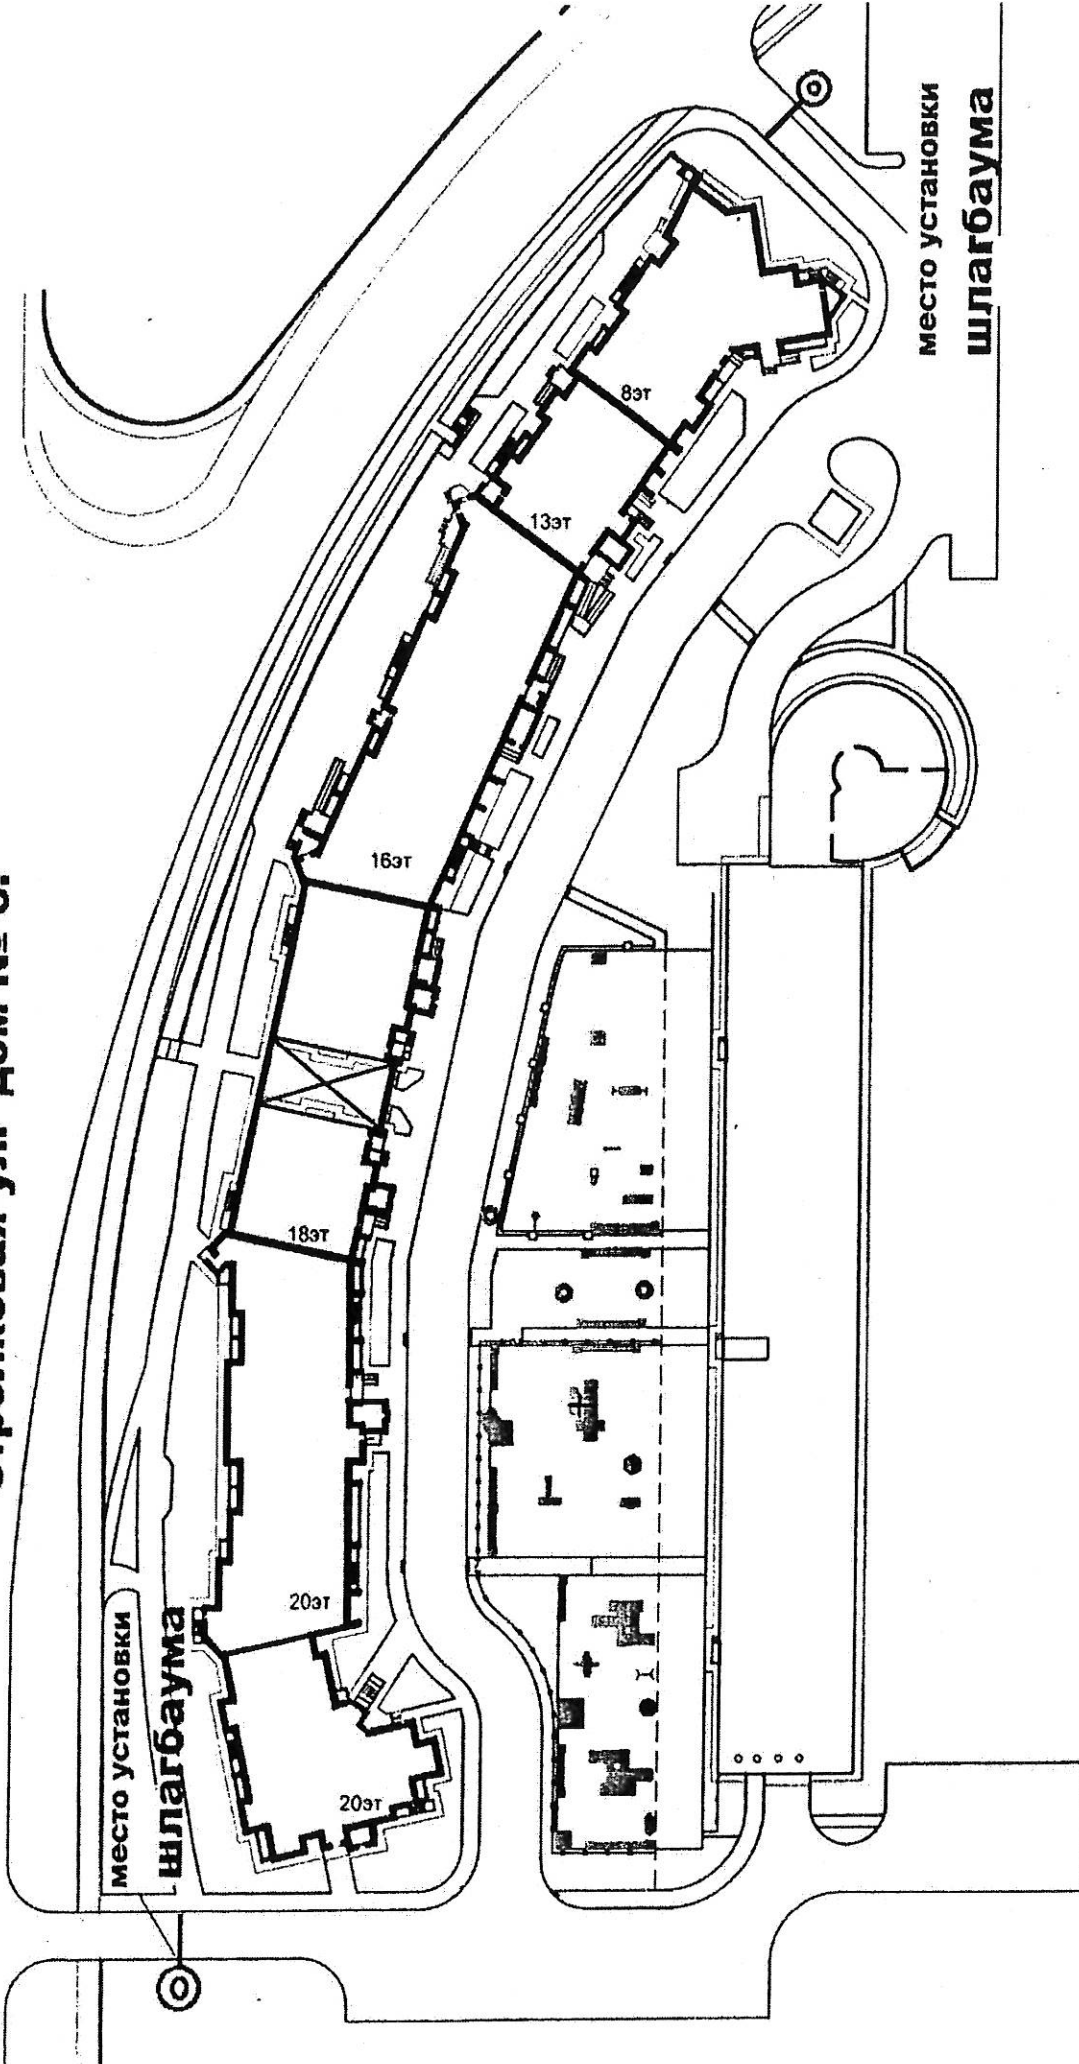 место установки
шлагбаума
8эт
13эт
16эт
18эт
20эт
20эт
место установки
шлагбаума